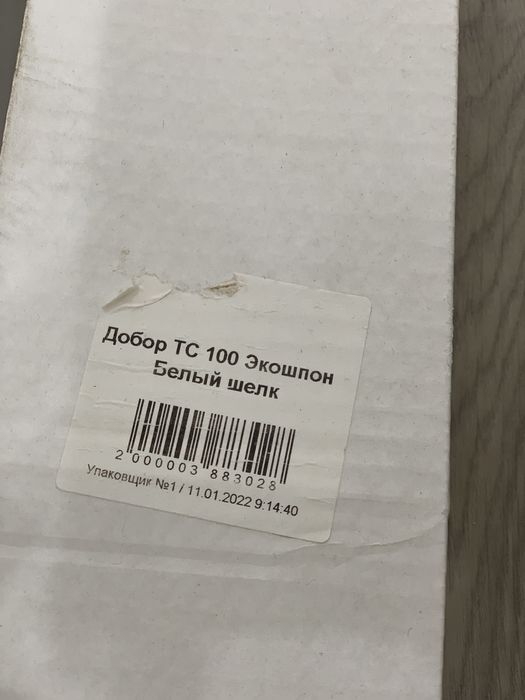 Добор ТС 100 Экошпон
Белый шелк
2 000003 883028
Упаковщик №1 / 11.01.2022 9:14:40